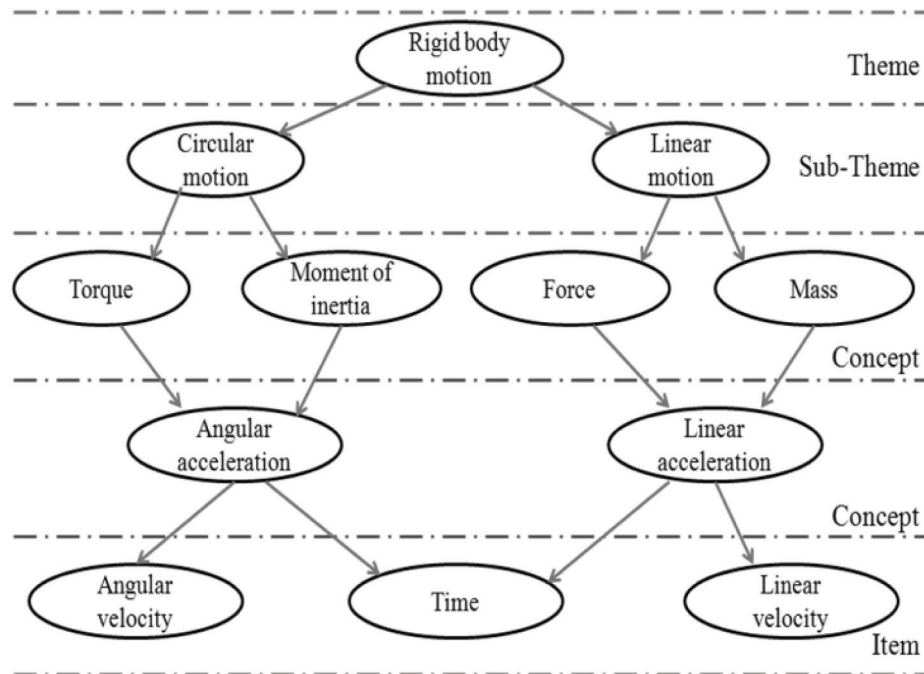 Rigid body
motion
Theme
Circular
motion
Linear
motion
Sub-Theme
Torque
Moment of
inertia
Force
Mass
Concept
Angular
acceleration
Linear
acceleration
Concept
Angular
velocity
Time
Linear
velocity
Item